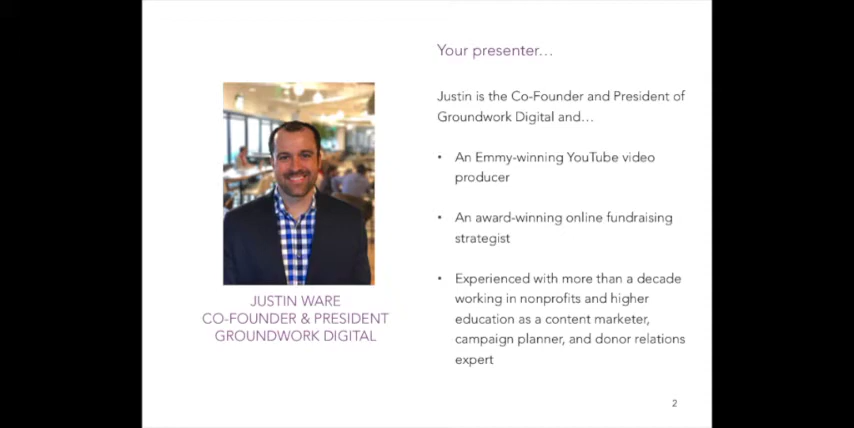 Your presenter...
Justin is the Co-Founder and President of
Groundwork Digital and...
• An Emmy-winning YouTube video
producer
• An award-winning online fundraising
strategist
• Experienced with more than a decade
working in nonprofits and higher
education as a content marketer,
campaign planner, and donor relations
expert
JUSTIN WARE
CO-FOUNDER & PRESIDENT
GROUNDWORK DIGITAL
2